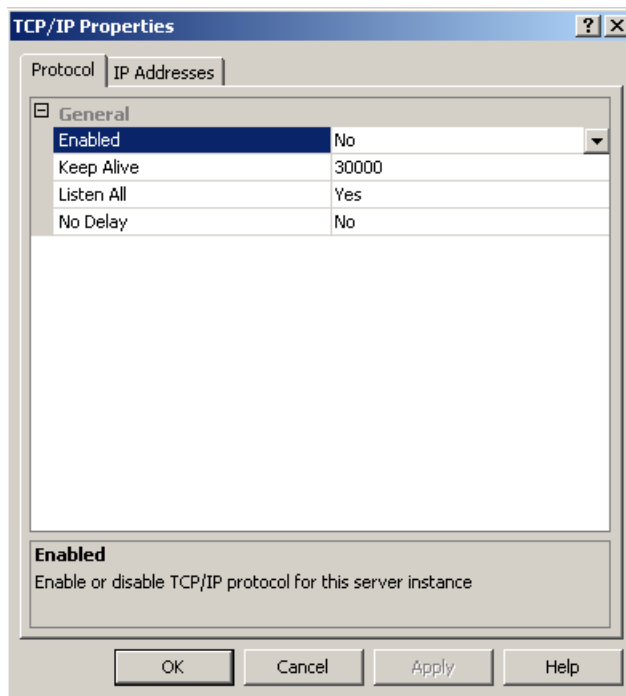 TCP/IP Properties
Protocol IP Addresses
General
Enabled No
Keep Alive 30000
Listen All Yes
No Delay No
Enabled
Enable or disable TCP/IP protocol for this server instance
OK Cancel Apply Help